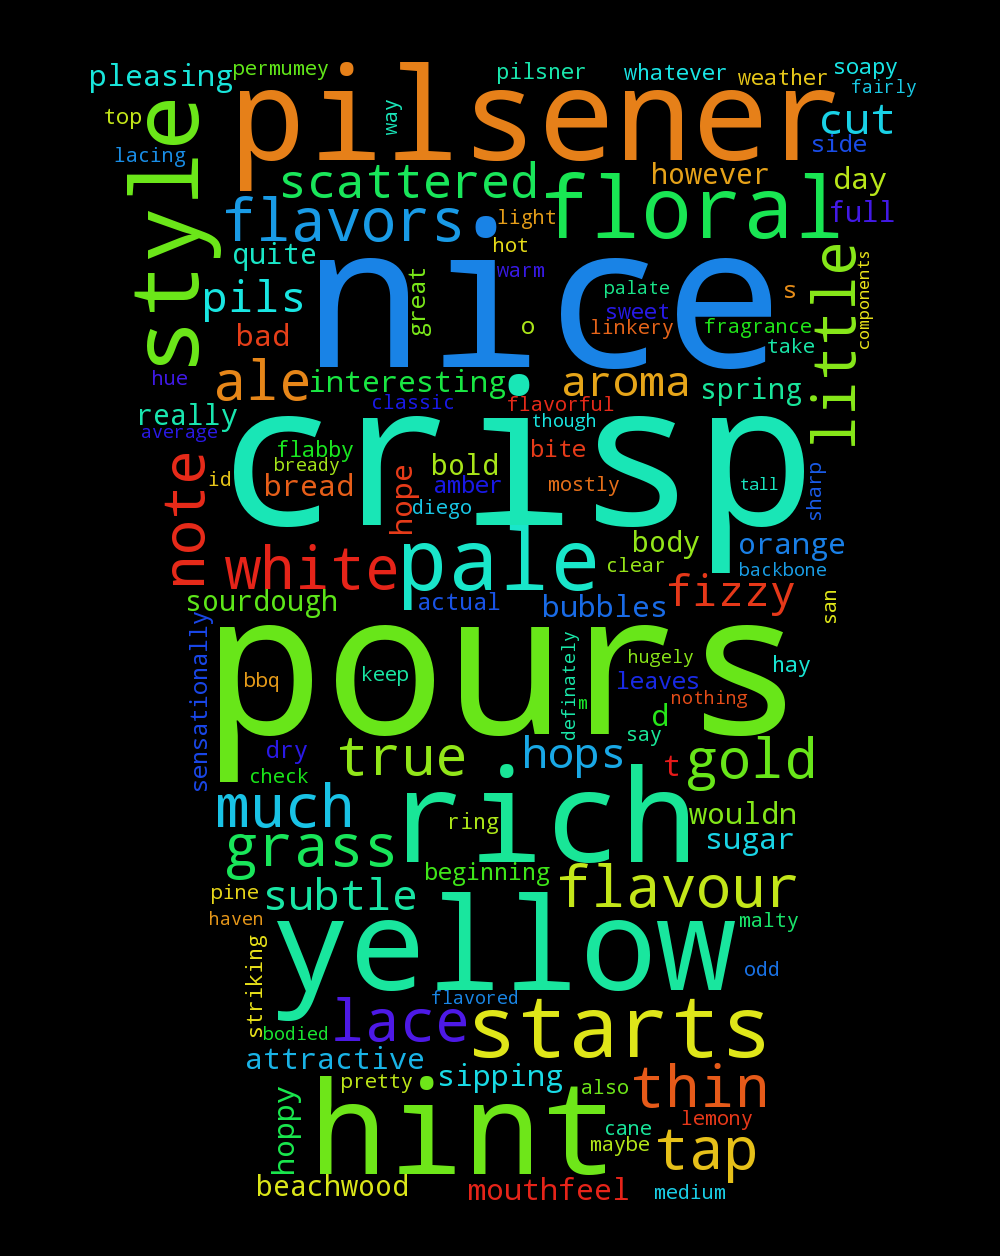 pleasing
permumey
pilsener
pilsner
whatever
weather
soapy
fairly
top
style
way
cut
lacing
side
scattered
floral
however
day
flavors
light
full
quite
nice
hot
little
components
pils
great
warm
palate
s
sweet
bad
o
linkery
fragrance
take
hue
ale
interesting
aroma
spring
really
classic
flavorful
average
crisp
though
flabby
bite
note
id
bready
bread
hope
bold
amber
mostly
tall
sharp
diego
white
pale
body
orange
clear
backbone
sourdough
actual
bubbles
fizzy
san
sensationally
pours
definately
hugely
hay
bbq
keep
leaves
nothing
m
d
say
dry
true
hops
t
gold
check
much
rich
wouldn
ring
sugar
grass
beginning
flavour
pine
subtle
haven
yellow
malty
striking
odd
flavored
bodied
lace
starts
attractive
pretty
sipping
also
thin
hoppy
hint
cane
lemony
maybe
tap
beachwood
mouthfeel
medium